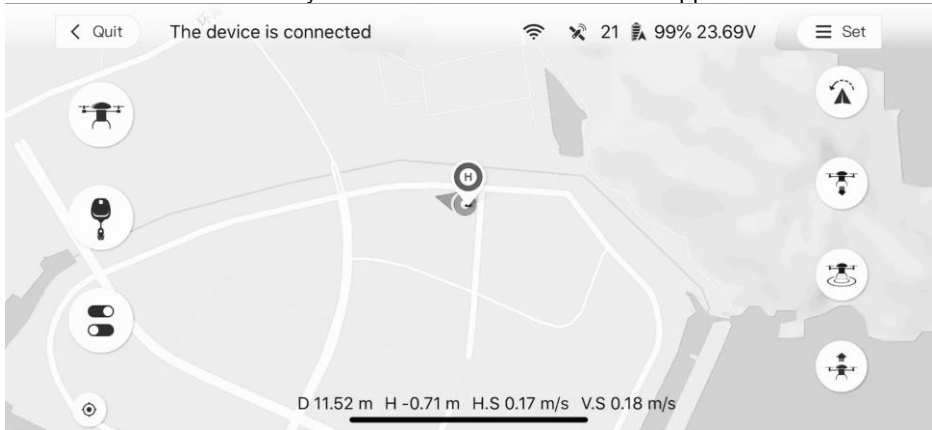 Quit
The device is connected
21
99% 23.69V
Set
H
D 11.52 m H -0.71 m H.S 0.17 m/s V.S 0.18 m/s